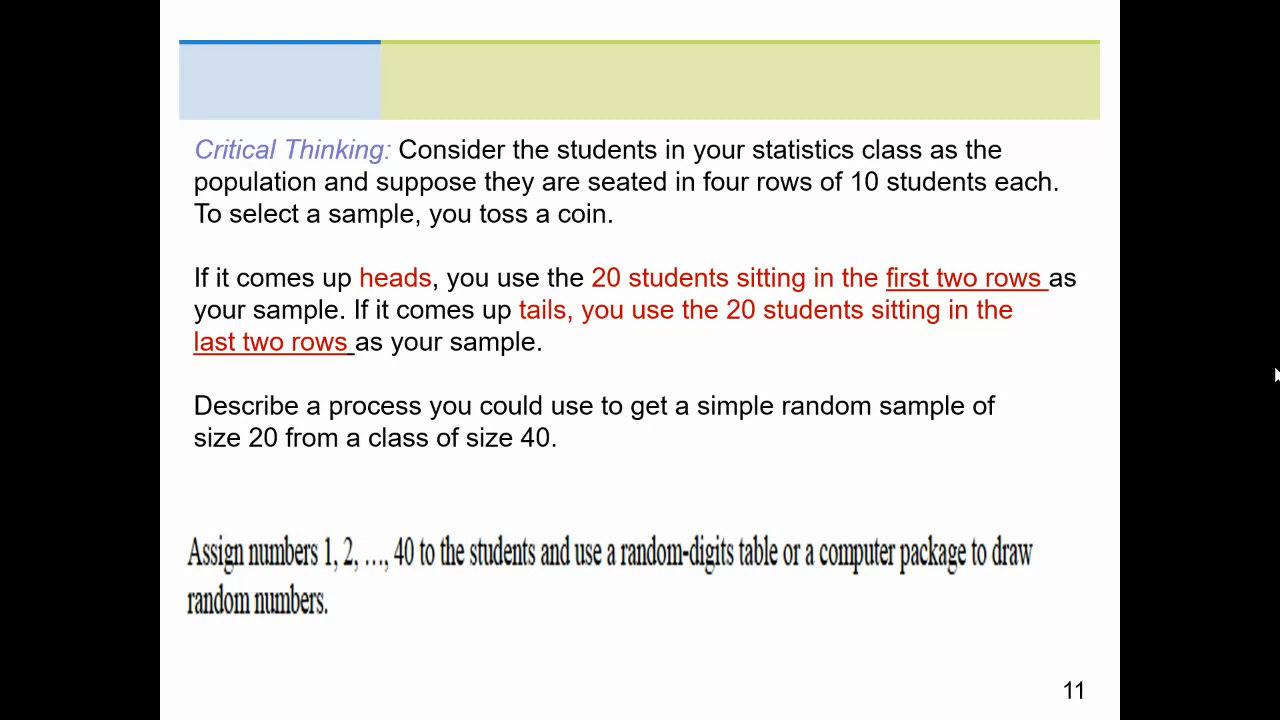 Critical Thinking: Consider the students in your statistics class as the
population and suppose they are seated in four rows of 10 students each.
To select a sample, you toss a coin.
If it comes up heads, you use the 20 students sitting in the first two rows as
your sample. If it comes up tails, you use the 20 students sitting in the
last two rows as your sample.
Describe a process you could use to get a simple random sample of
size 20 from a class of size 40.
Assign numbers 1, 2, …, 40 to the students and use a random-digits table or a computer package to draw
random numbers.
11